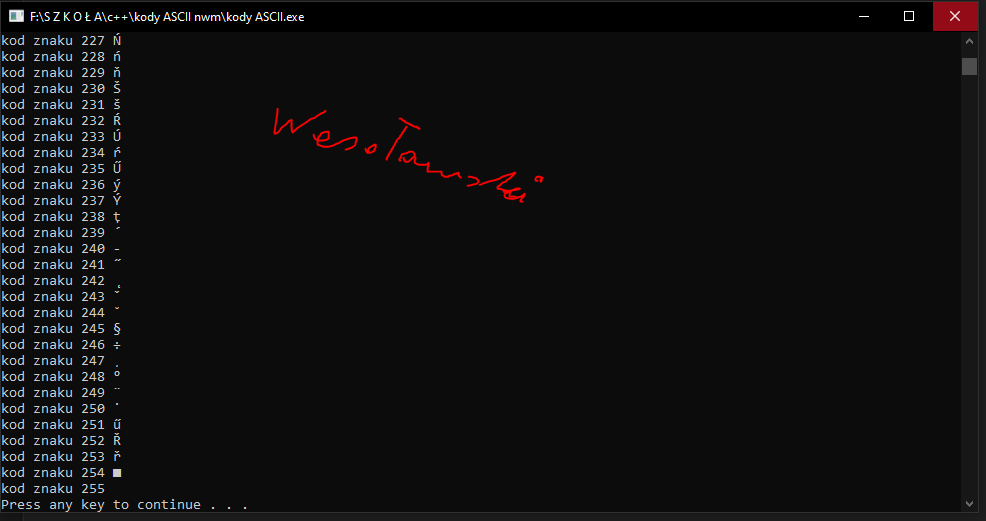 F:\S Z K O Ł A\c++\kody ASCII nwm\kody ASCII.exe
kod znaku 227 Ń
kod znaku 228 ń
kod znaku 229 ň
kod znaku 230 Š
kod znaku 231 š
kod znaku 232 Ŕ
kod znaku 233 Ú
kod znaku 234 ŕ
kod znaku 235 Ű
kod znaku 236 ý
kod znaku 237 Ý
kod znaku 238 ţ
kod znaku 239 ´
kod znaku 240 -
kod znaku 241 ˝
kod znaku 242 ˛
kod znaku 243 ˇ
kod znaku 244 ˘
kod znaku 245 §
kod znaku 246 ÷
kod znaku 247 ¸
kod znaku 248 °
kod znaku 249 ¨
kod znaku 250 ˙
kod znaku 251 ű
kod znaku 252 Ř
kod znaku 253 ř
kod znaku 254 ■
kod znaku 255
Press any key to continue . . .